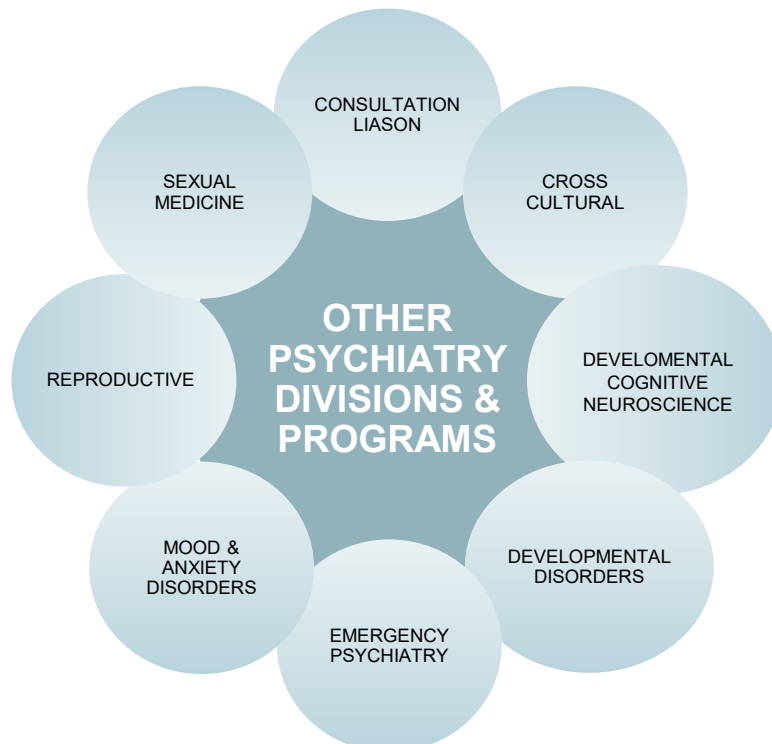 CONSULTATION
LIASON
SEXUAL
MEDICINE
CROSS
CULTURAL
OTHER
PSYCHIATRY
DIVISIONS &
PROGRAMS
REPRODUCTIVE
DEVELOMENTAL
COGNITIVE
NEUROSCIENCE
MOOD &
ANXIETY
DISORDERS
DEVELOPMENTAL
DISORDERS
EMERGENCY
PSYCHIATRY